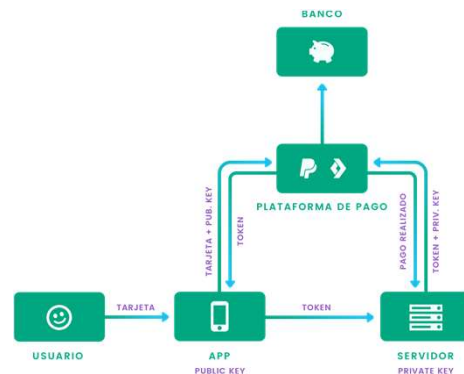 BANCO
PLATAFORMA DE PAGO
TARJETA + PUB. KEY
TOKEN
PAGO REALIZADO
TOKEN + PRIV. KEY
TARJETA
TOKEN
USUARIO
APP
PUBLIC KEY
SERVIDOR
PRIVATE KEY